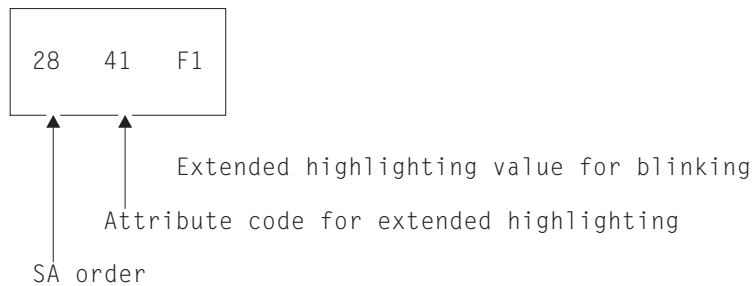 28 41 F1
Extended highlighting value for blinking
Attribute code for extended highlighting
SA order